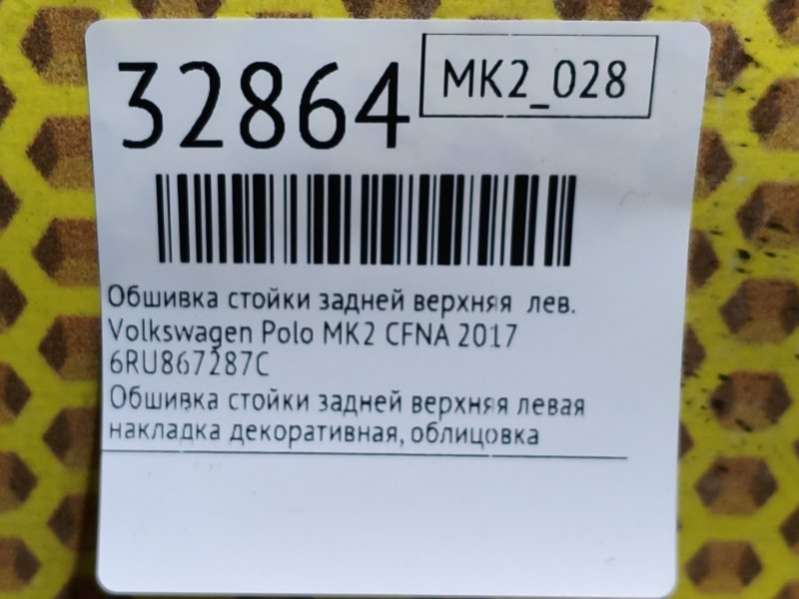 32864
MK2_028
Обшивка стойки задней верхняя лев.
Volkswagen Polo MK2 CFNA 2017
6RU867287C
Обшивка стойки задней верхняя левая
накладка декоративная, облицовка